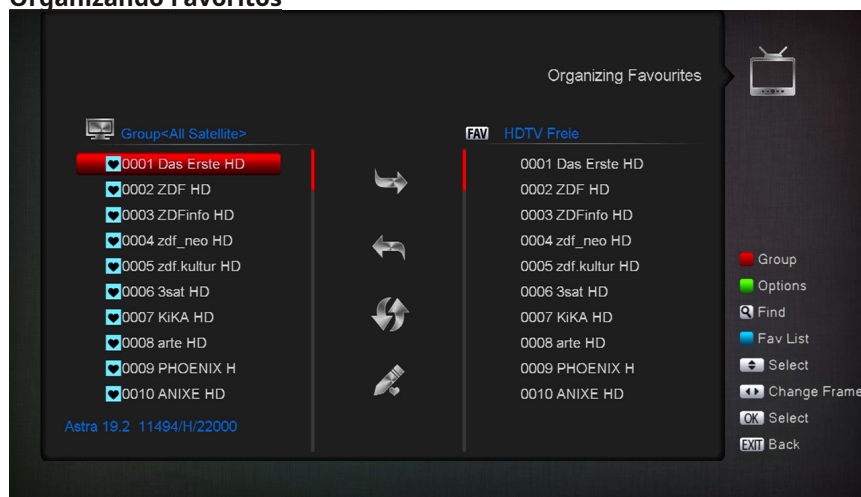 Organizando Favoritos
Organizing Favourites
Group<All Satellite>
0001 Das Erste HD
0002 ZDF HD
0003 ZDFinfo HD
0004 zdf_neo HD
0005 zdf.kultur HD
0006 3sat HD
0007 KiKA HD
0008 arte HD
0009 PHOENIX H
0010 ANIXE HD
Astra 19.2 11494/H/22000
FAV HDTV Freie
0001 Das Erste HD
0002 ZDF HD
0003 ZDFinfo HD
0004 zdf_neo HD
0005 zdf.kultur HD
0006 3sat HD
0007 KiKA HD
0008 arte HD
0009 PHOENIX H
0010 ANIXE HD
Group
Options
Find
Fav List
Select
Change Frame
OK Select
EXIT Back